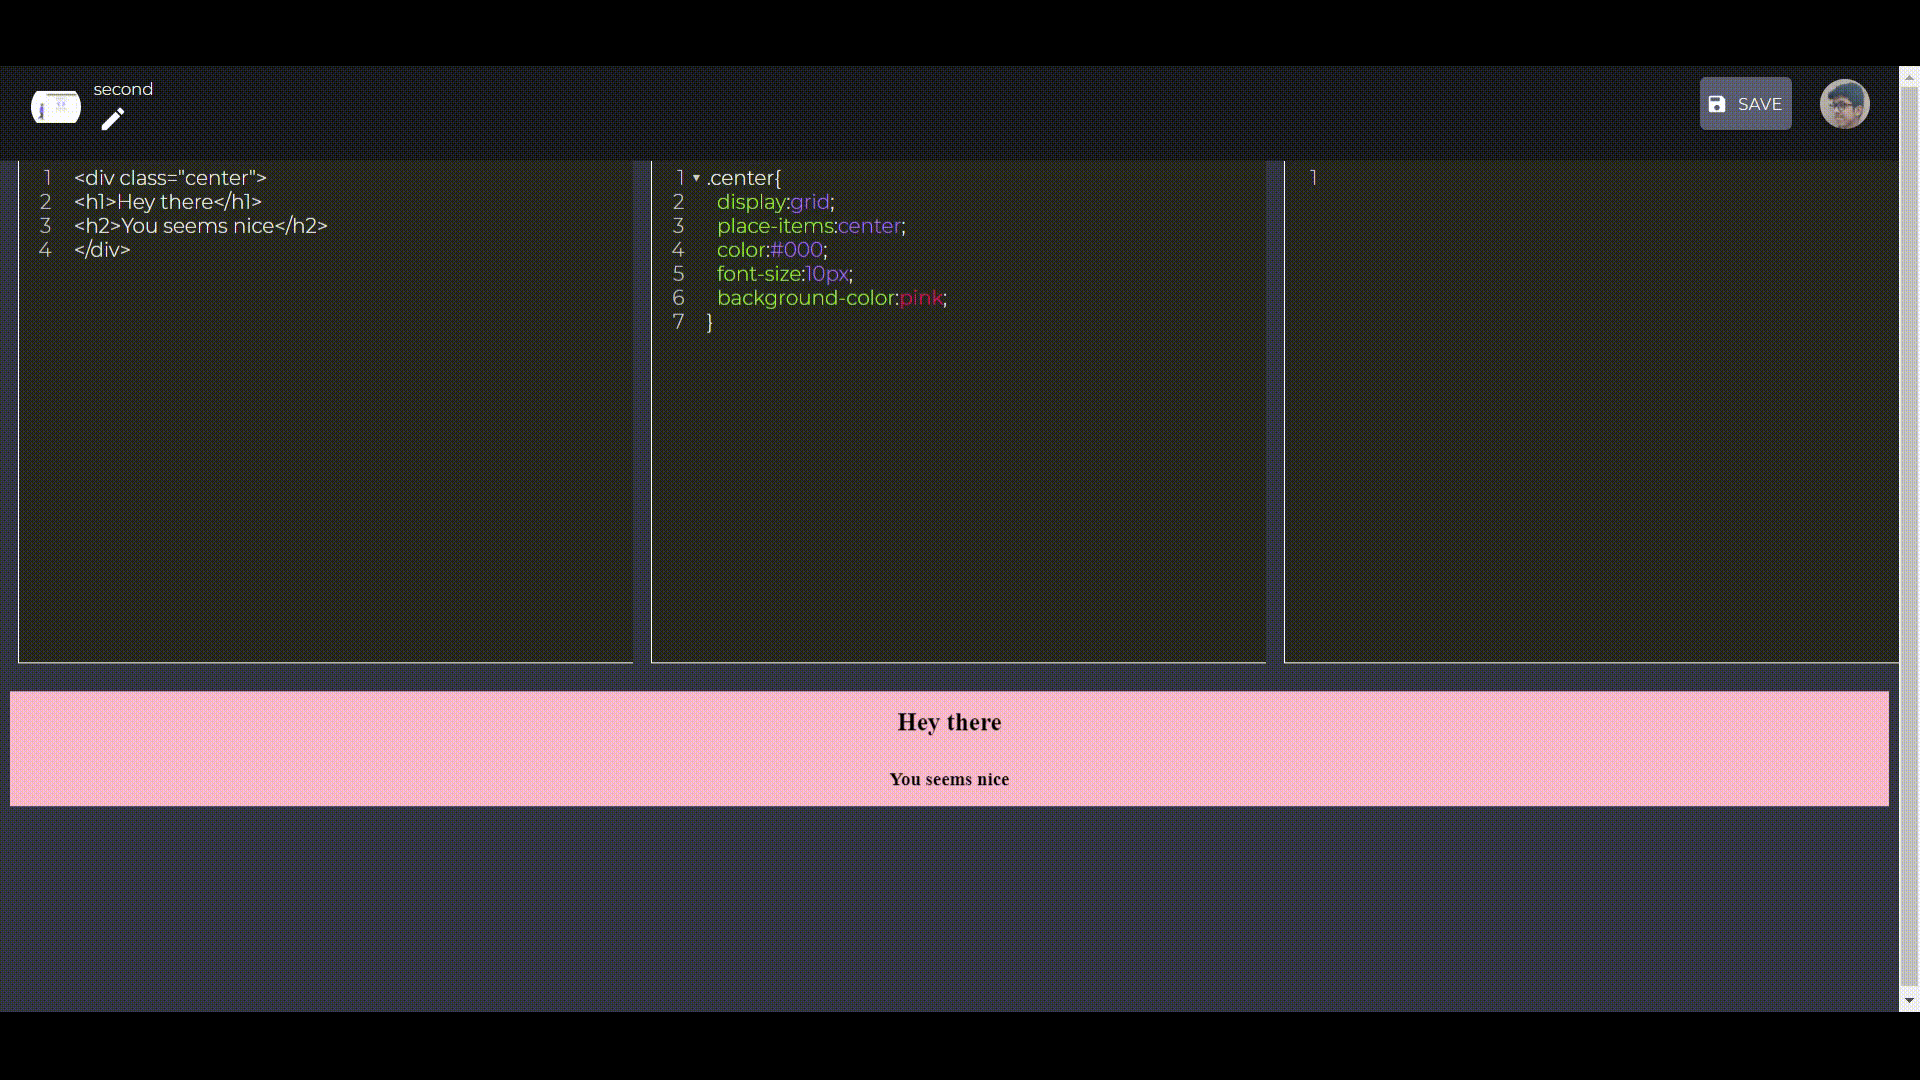 second
SAVE
1 <div class="center">
2 <h1>Hey there</h1>
3 <h2>You seems nice</h2>
4 </div>
1 .center{
2 display:grid;
3 place-items:center;
4 color:#000;
5 font-size:10px;
6 background-color:pink;
7 }
1
Hey there
You seems nice